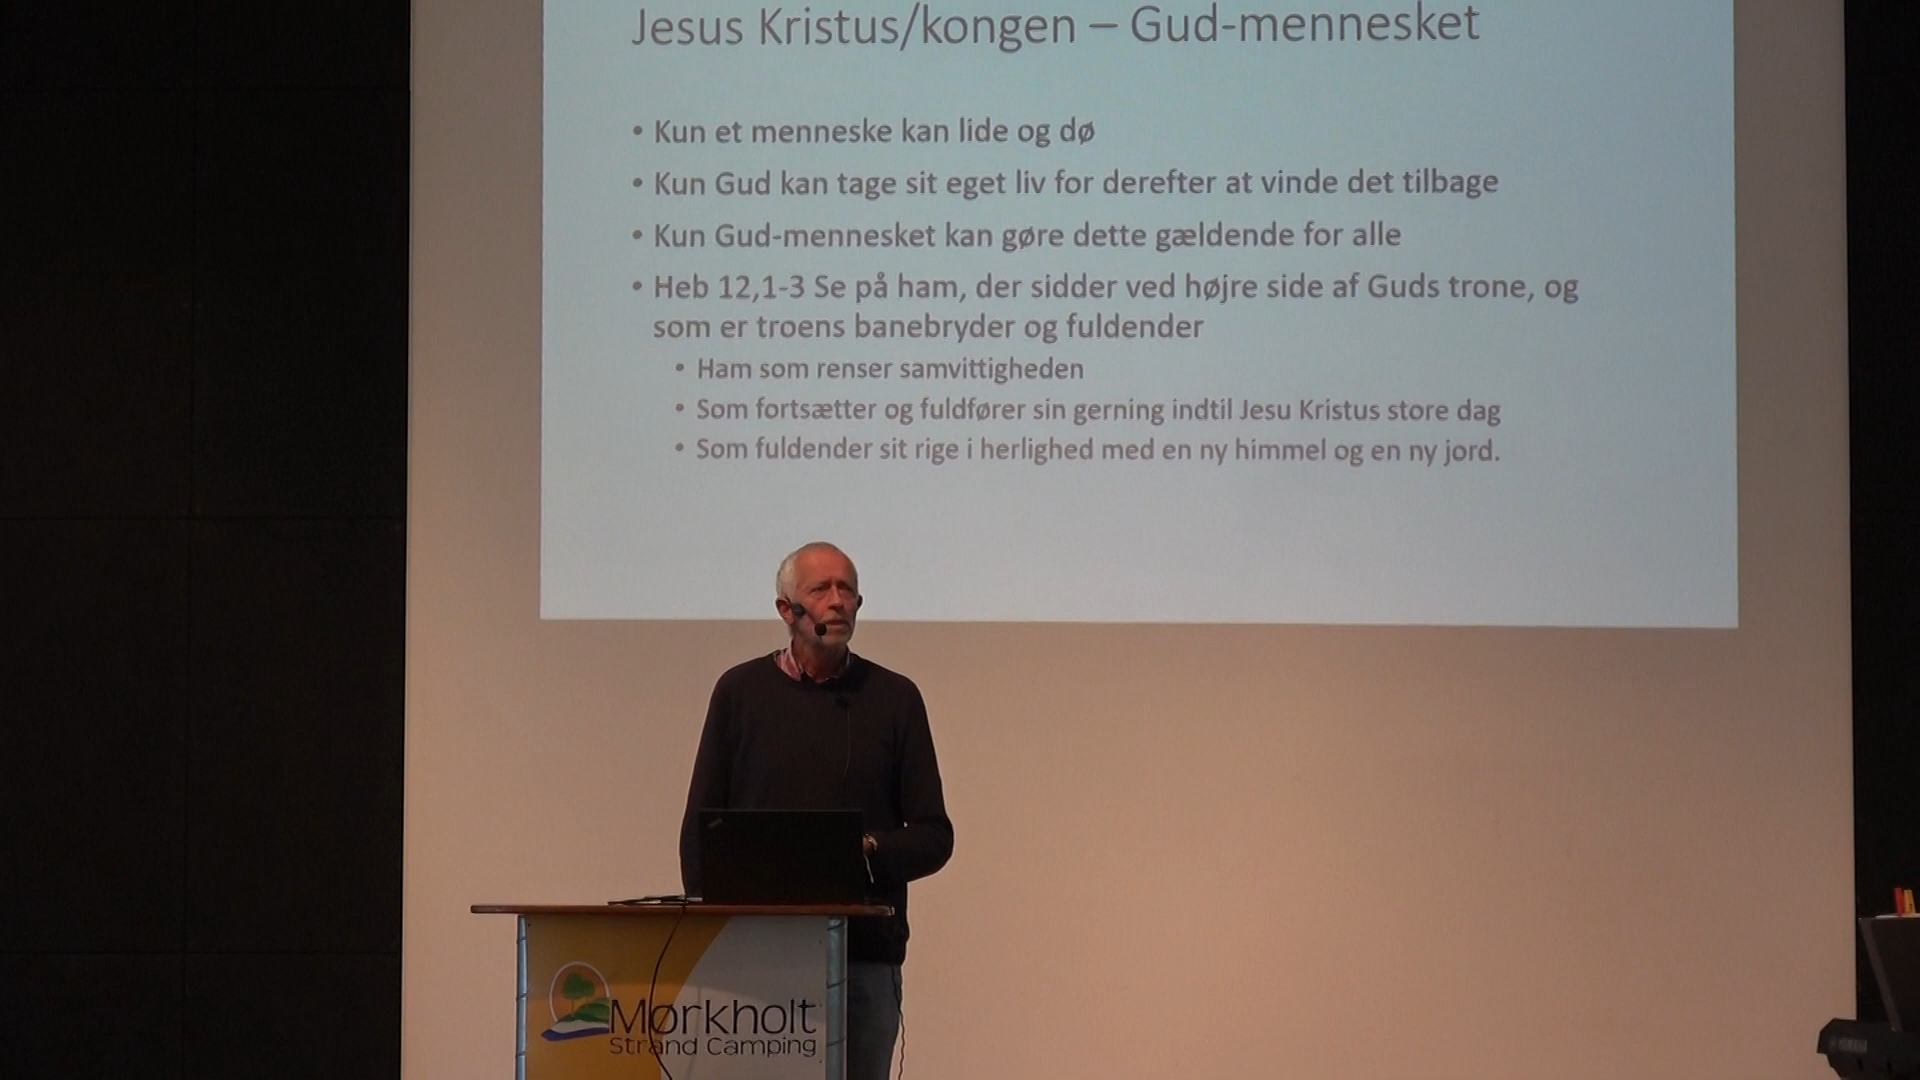 Jesus Kristus/kongen – Gud-mennesket
• Kun et menneske kan lide og dø
• Kun Gud kan tage sit eget liv for derefter at vinde det tilbage
• Kun Gud-mennesket kan gøre dette gældende for alle
• Heb 12,1-3 Se på ham, der sidder ved højre side af Guds trone, og
som er troens banebryder og fuldender
• Ham som renser samvittigheden
• Som fortsætter og fuldfører sin gerning indtil Jesu Kristus store dag
• Som fuldender sit rige i herlighed med en ny himmel og en ny jord.
Mørkholt
Strand Camping
YAMAHA